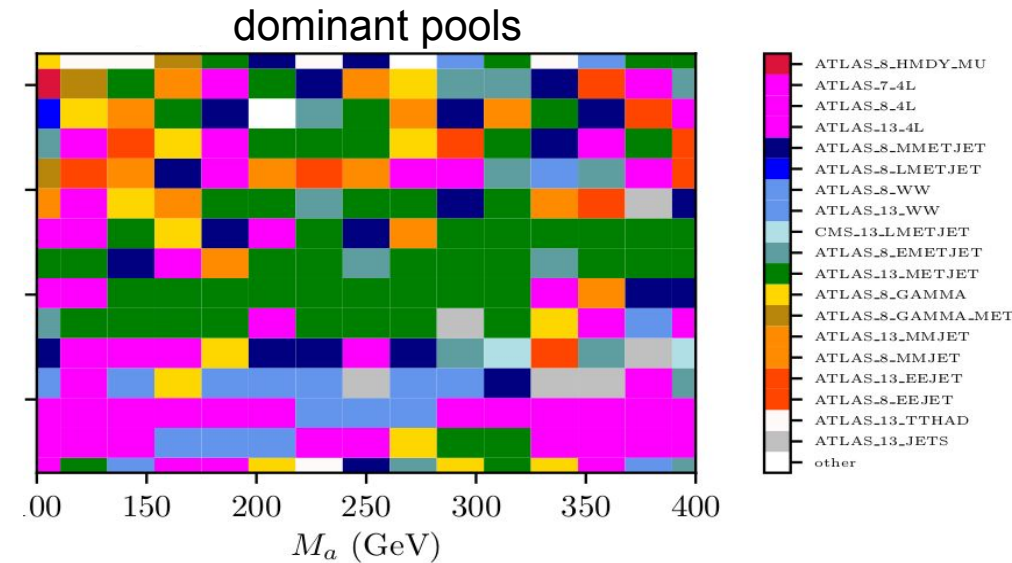 dominant pools
ATLAS_8_HMDY_MU
ATLAS_7_4L
ATLAS_8_4L
ATLAS_13_4L
ATLAS_8_MMETJET
ATLAS_8_LMETJET
ATLAS_8_WW
ATLAS_13_WW
CMS_13_LMETJET
ATLAS_8_EMETJET
ATLAS_13_METJET
ATLAS_8_GAMMA
ATLAS_8_GAMMA_MET
ATLAS_13_MMJET
ATLAS_8_MMJET
ATLAS_13_EEJET
ATLAS_8_EEJET
ATLAS_13_TTHAD
ATLAS_13_JETS
other
.00 150 200 250 300 350 400
M_a (GeV)